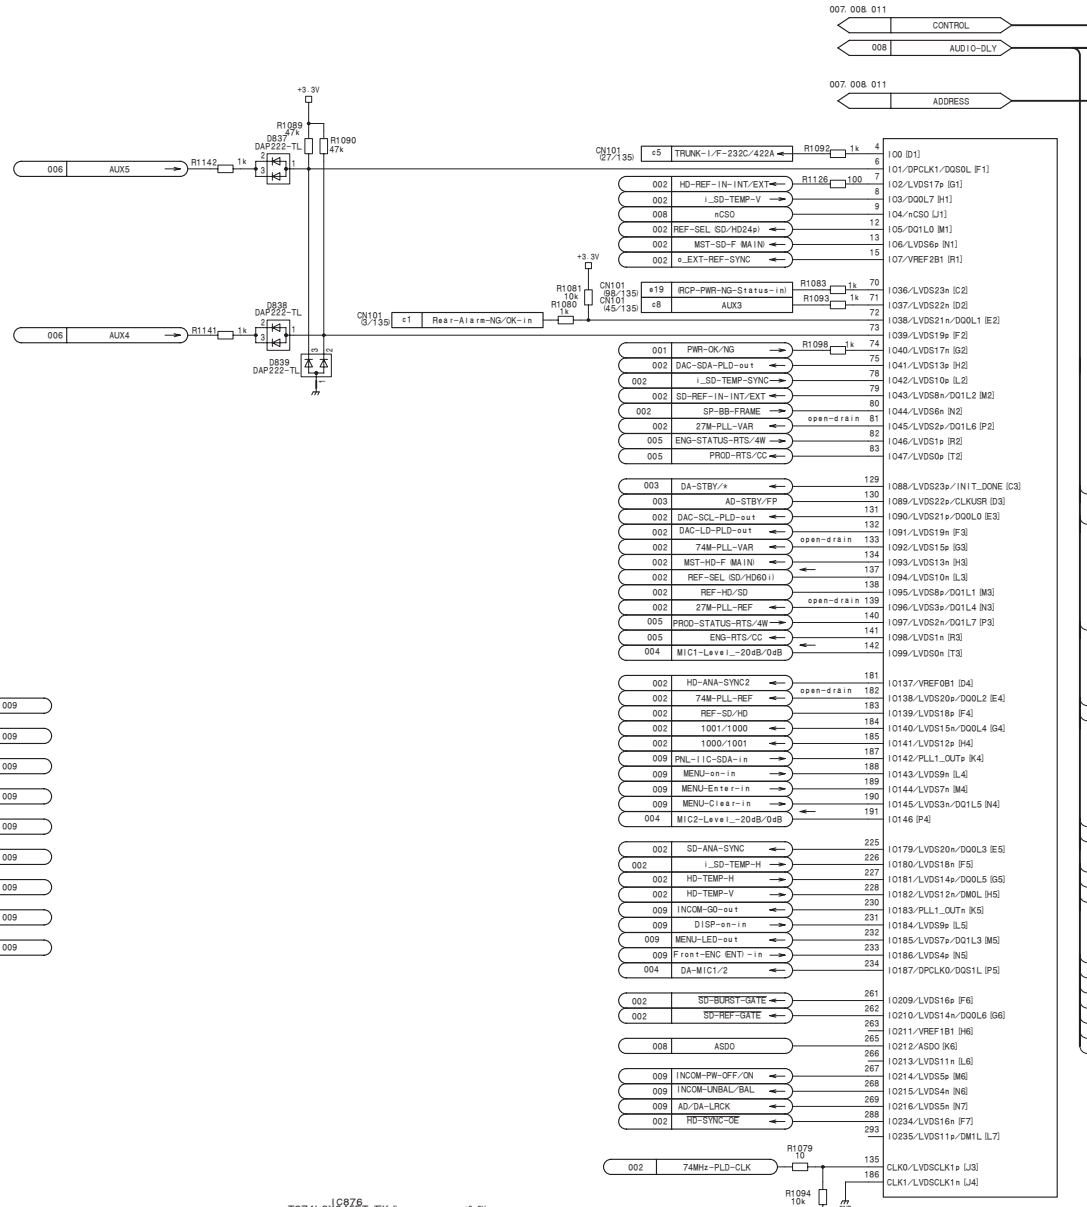 007, 008, 011
CONTROL
008 AUDIO-DLY
007, 008, 011
ADDRESS
+3.3V
R1089
47k
R1090
47k
D837
DAP222-TL
2
3
1
006 AUX5
R1142 1k
CN101
(27/135)
c5 TRUNK-I/F-232C/422A R1092 1k 4 IO0 [D1]
6 IO1/DPCLK1/DQS0L [F1]
002 HD-REF-IN-INT/EXT R1126 100 7 IO2/LVDS17p [G1]
002 i_SD-TEMP-V 8 IO3/DQ0L7 [H1]
008 nCSO 9 IO4/nCSO [J1]
002 REF-SEL (SD/HD24p) 12 IO5/DQ1L0 [M1]
002 MST-SD-F (MAIN) 13 IO6/LVDS6p [N1]
002 o_EXT-REF-SYNC 15 IO7/VREF2B1 [R1]
+3.3V
R1081
10k
CN101
(98/135)
e19 (RCP-PWR-NG-Status-in) R1083 1k 70 IO36/LVDS23n [C2]
CN101
(45/135)
c8 AUX3 R1093 1k 71 IO37/LVDS22n [D2]
CN101
(3/135)
c1 Rear-Alarm-NG/OK-in
R1080
1k
72 IO38/LVDS21n/DQ0L1 [E2]
D838
DAP222-TL
2
3
1
006 AUX4
R1141 1k
73 IO39/LVDS19p [F2]
D839
DAP222-TL
3
2
1
001 PWR-OK/NG R1098 1k 74 IO40/LVDS17n [G2]
002 DAC-SDA-PLD-out 75 IO41/LVDS13p [H2]
002 i_SD-TEMP-SYNC 78 IO42/LVDS10p [L2]
002 SD-REF-IN-INT/EXT 79 IO43/LVDS8n/DQ1L2 [M2]
002 SP-BB-FRAME 80 IO44/LVDS6n [N2]
002 27M-PLL-VAR open-drain 81 IO45/LVDS2p/DQ1L6 [P2]
005 ENG-STATUS-RTS/4W 82 IO46/LVDS1p [R2]
005 PROD-RTS/CC 83 IO47/LVDS0p [T2]
003 DA-STBY/* 129 IO88/LVDS23p/INIT_DONE [C3]
003 AD-STBY/FP 130 IO89/LVDS22p/CLKUSR [D3]
002 DAC-SCL-PLD-out 131 IO90/LVDS21p/DQ0L0 [E3]
002 DAC-LD-PLD-out 132 IO91/LVDS19n [F3]
002 74M-PLL-VAR open-drain 133 IO92/LVDS15p [G3]
002 MST-HD-F (MAIN) 134 IO93/LVDS13n [H3]
002 REF-SEL (SD/HD60i) 137 IO94/LVDS10n [L3]
002 REF-HD/SD 138 IO95/LVDS8p/DQ1L1 [M3]
002 27M-PLL-REF open-drain 139 IO96/LVDS3p/DQ1L4 [N3]
005 PROD-STATUS-RTS/4W 140 IO97/LVDS2n/DQ1L7 [P3]
005 ENG-RTS/CC 141 IO98/LVDS1n [R3]
004 MIC1-Level_-20dB/0dB 142 IO99/LVDS0n [T3]
002 HD-ANA-SYNC2 181 IO137/VREF0B1 [D4]
002 74M-PLL-REF open-drain 182 IO138/LVDS20p/DQ0L2 [E4]
002 REF-SD/HD 183 IO139/LVDS18p [F4]
002 1001/1000 184 IO140/LVDS15n/DQ0L4 [G4]
002 1000/1001 185 IO141/LVDS12p [H4]
009 PNL-IIC-SDA-in 187 IO142/PLL1_OUTp [K4]
009 MENU-on-in 188 IO143/LVDS9n [L4]
009 MENU-Enter-in 189 IO144/LVDS7n [M4]
009 MENU-Clear-in 190 IO145/LVDS3n/DQ1L5 [N4]
004 MIC2-Level_-20dB/0dB 191 IO146 [P4]
002 SD-ANA-SYNC 225 IO179/LVDS20n/DQ0L3 [E5]
002 i_SD-TEMP-H 226 IO180/LVDS18n [F5]
002 HD-TEMP-H 227 IO181/LVDS14p/DQ0L5 [G5]
002 HD-TEMP-V 228 IO182/LVDS12n/DM0L [H5]
009 INCOM-GO-out 230 IO183/PLL1_OUTn [K5]
009 DISP-on-in 231 IO184/LVDS9p [L5]
009 MENU-LED-out 232 IO185/LVDS7p/DQ1L3 [M5]
009 Front-ENC (ENT) -in 233 IO186/LVDS4p [N5]
004 DA-MIC1/2 234 IO187/DPCLK0/DQS1L [P5]
002 SD-BURST-GATE 261 IO209/LVDS16p [F6]
002 SD-REF-GATE 262 IO210/LVDS14n/DQ0L6 [G6]
263 IO211/VREF1B1 [H6]
008 ASDO 265 IO212/ASDO [K6]
266 IO213/LVDS11n [L6]
009 INCOM-PW-OFF/ON 267 IO214/LVDS5p [M6]
009 INCOM-UNBAL/BAL 268 IO215/LVDS4n [N6]
009 AD/DA-LRCK 269 IO216/LVDS5n [N7]
002 HD-SYNC-OE 288 IO234/LVDS16n [F7]
293 IO235/LVDS11p/DM1L [L7]
002 74MHz-PLD-CLK
R1079
10
135 CLK0/LVDSCLK1p [J3]
186 CLK1/LVDSCLK1n [J4]
R1094
10k
009
009
009
009
009
009
009
009
009
IC876